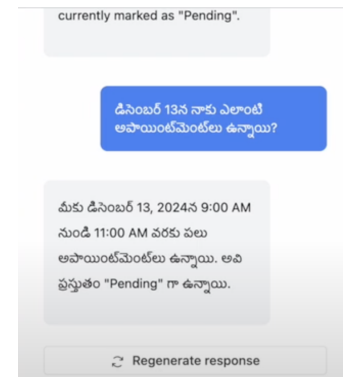 currently marked as "Pending".
డిసెంబర్ 13న నాకు ఎలాంటి
అపాయింట్‌మెంట్‌లు ఉన్నాయి?
మీకు డిసెంబర్ 13, 2024న 9:00 AM
నుండి 11:00 AM వరకు పలు
అపాయింట్‌మెంట్‌లు ఉన్నాయి. అవి
ప్రస్తుతం "Pending" గా ఉన్నాయి.
Regenerate response